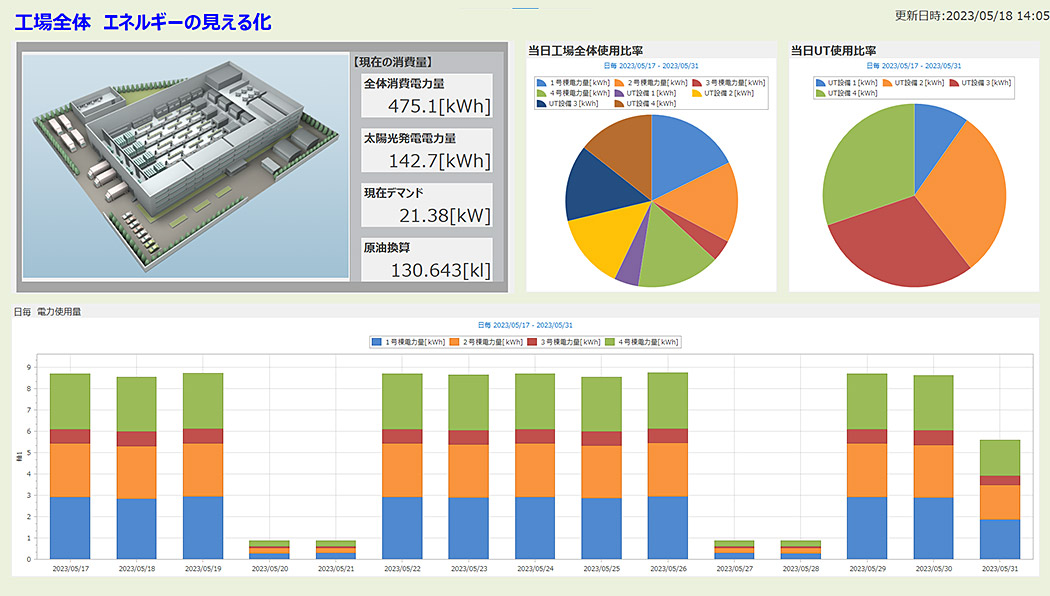 工場全体 エネルギーの見える化
更新日時:2023/05/18 14:05
【現在の消費量】
全体消費電力量
475.1[kWh]
太陽光発電電力量
142.7[kWh]
現在デマンド
21.38[kW]
原油換算
130.643[kl]
当日工場全体使用比率
日毎 2023/05/17 - 2023/05/31
1号棟電力量[kWh] 2号棟電力量[kWh] 3号棟電力量[kWh]
4号棟電力量[kWh] UT設備1[kWh] UT設備2[kWh]
UT設備3[kWh] UT設備4[kWh]
当日UT使用比率
日毎 2023/05/17 - 2023/05/31
UT設備1[kWh] UT設備2[kWh] UT設備3[kWh]
UT設備4[kWh]
日毎 電力使用量
日毎 2023/05/17 - 2023/05/31
1号棟電力量[kWh] 2号棟電力量[kWh] 3号棟電力量[kWh] 4号棟電力量[kWh]
9
8
7
6
5
軸1
4
3
2
1
0
2023/05/17 2023/05/18 2023/05/19 2023/05/20 2023/05/21 2023/05/22 2023/05/23 2023/05/24 2023/05/25 2023/05/26 2023/05/27 2023/05/28 2023/05/29 2023/05/30 2023/05/31